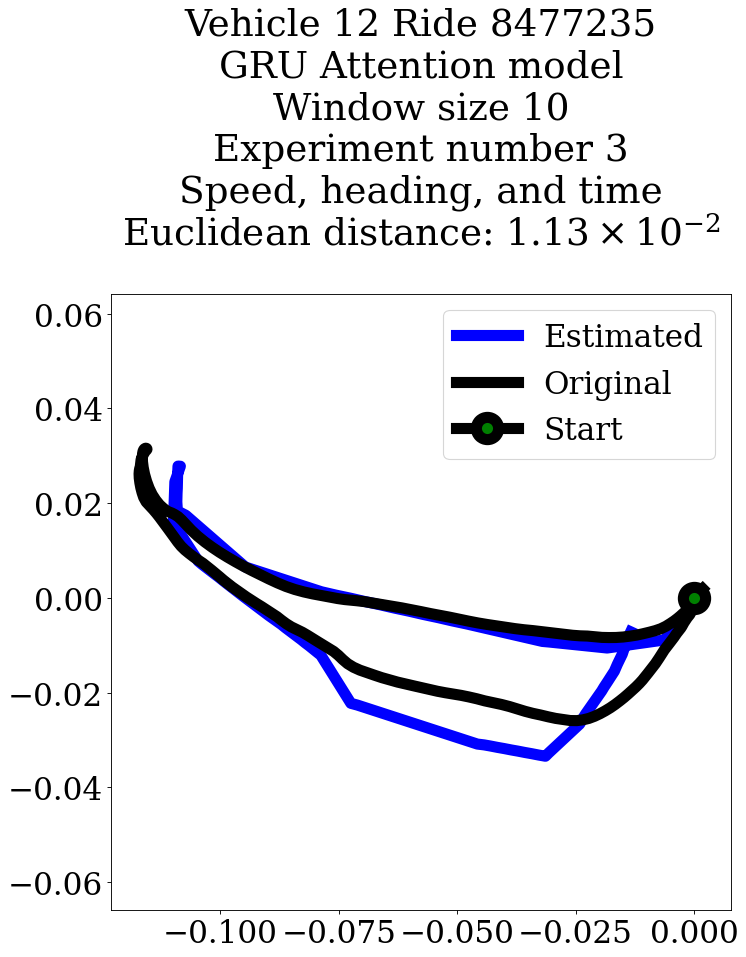 Vehicle 12 Ride 8477235
GRU Attention model
Window size 10
Experiment number 3
Speed, heading, and time
Euclidean distance: 1.13 × 10⁻²
Estimated
Original
Start
0.06
0.04
0.02
0.00
−0.02
−0.04
−0.06
−0.100 −0.075 −0.050 −0.025 0.000